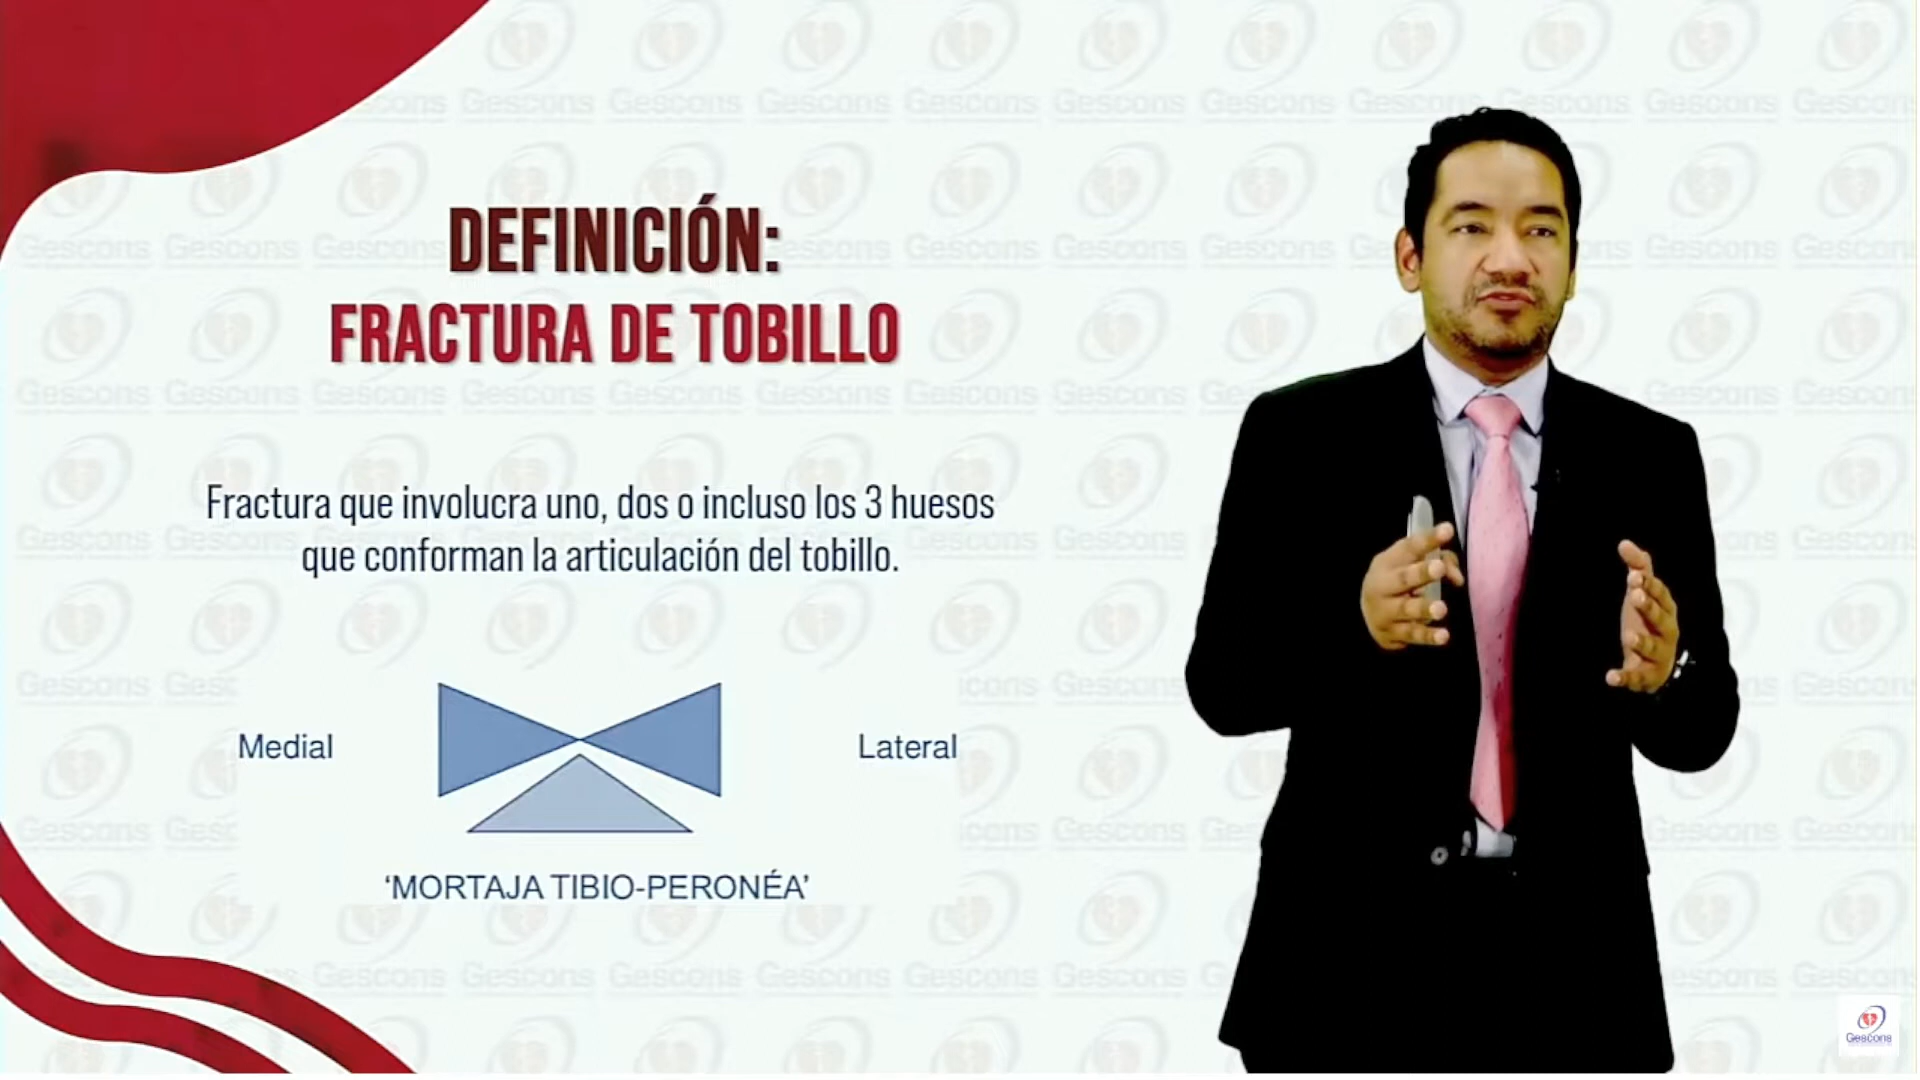 DEFINICIÓN:
FRACTURA DE TOBILLO
Fractura que involucra uno, dos o incluso los 3 huesos
que conforman la articulación del tobillo.
Medial
Lateral
‘MORTAJA TIBIO-PERONÉA’
Gescons